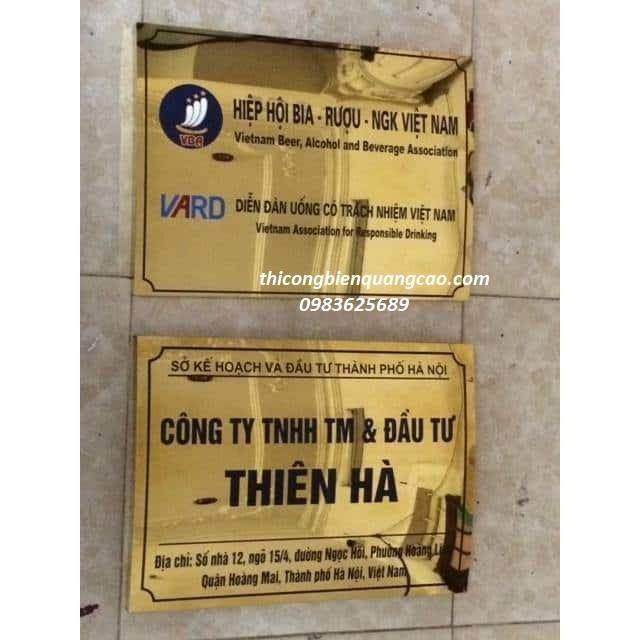 VBA
HIỆP HỘI BIA - RƯỢU - NGK VIỆT NAM
Vietnam Beer, Alcohol and Beverage Association
VARD
DIỄN ĐÀN UỐNG CÓ TRÁCH NHIỆM VIỆT NAM
Vietnam Association for Responsible Drinking
thicongbienquangcao.com
0983625689
SỞ KẾ HOẠCH VÀ ĐẦU TƯ THÀNH PHỐ HÀ NỘI
CÔNG TY TNHH TM & ĐẦU TƯ
THIÊN HÀ
Địa chỉ: Số nhà 12, ngõ 15/4, đường Ngọc Hồi, Phường Hoàng
Quận Hoàng Mai, Thành phố Hà Nội, Việt Nam